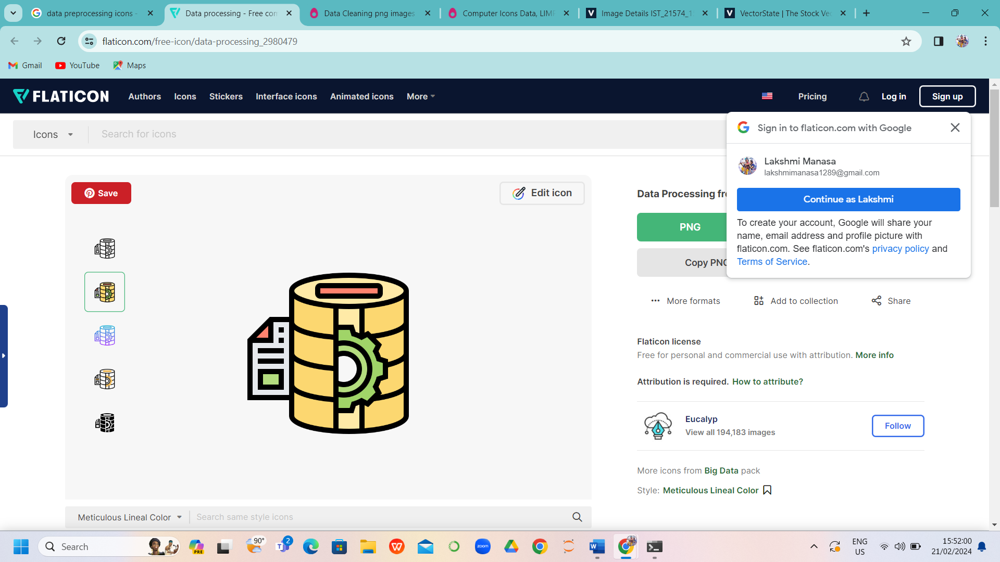 data preprocessing icons -
Data processing - Free con
Data Cleaning png images
Computer Icons Data, LIM
Image Details IST_21574_1
VectorState | The Stock Vec
flaticon.com/free-icon/data-processing_2980479
Gmail
YouTube
Maps
FLATICON
Authors
Icons
Stickers
Interface icons
Animated icons
More
Pricing
Log in
Sign up
Icons
Search for icons
Sign in to flaticon.com with Google
Lakshmi Manasa
lakshmimanasa1289@gmail.com
Continue as Lakshmi
To create your account, Google will share your
name, email address and profile picture with
flaticon.com. See flaticon.com's privacy policy and
Terms of Service.
Save
Edit icon
Data Processing fr
PNG
Copy PN
More formats
Add to collection
Share
Flaticon license
Free for personal and commercial use with attribution. More info
Attribution is required. How to attribute?
Eucalyp
View all 194,183 images
Follow
More icons from Big Data pack
Style: Meticulous Lineal Color
Meticulous Lineal Color
Search same style icons
Search
PRE
90°
2
zoom
ENG
US
15:52:00
21/02/2024